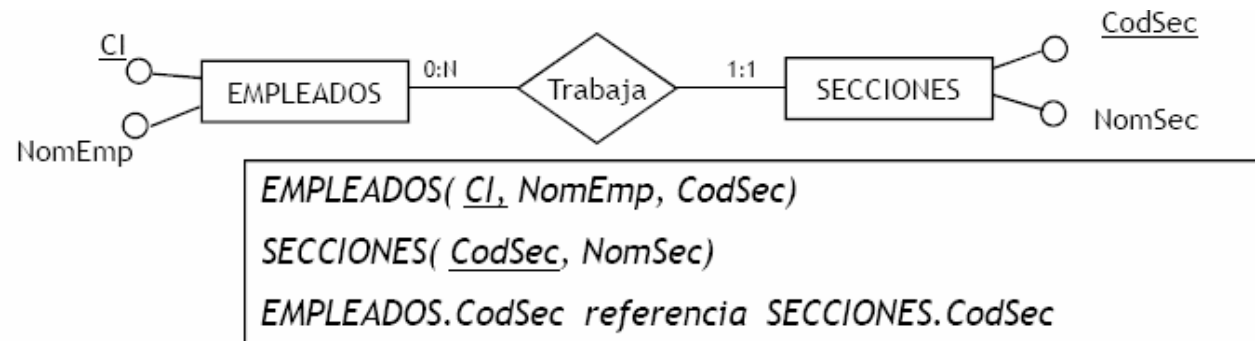 CI
NomEmp
EMPLEADOS
0:N
Trabaja
1:1
SECCIONES
CodSec
NomSec
EMPLEADOS( CI, NomEmp, CodSec)
SECCIONES( CodSec, NomSec)
EMPLEADOS.CodSec referencia SECCIONES.CodSec